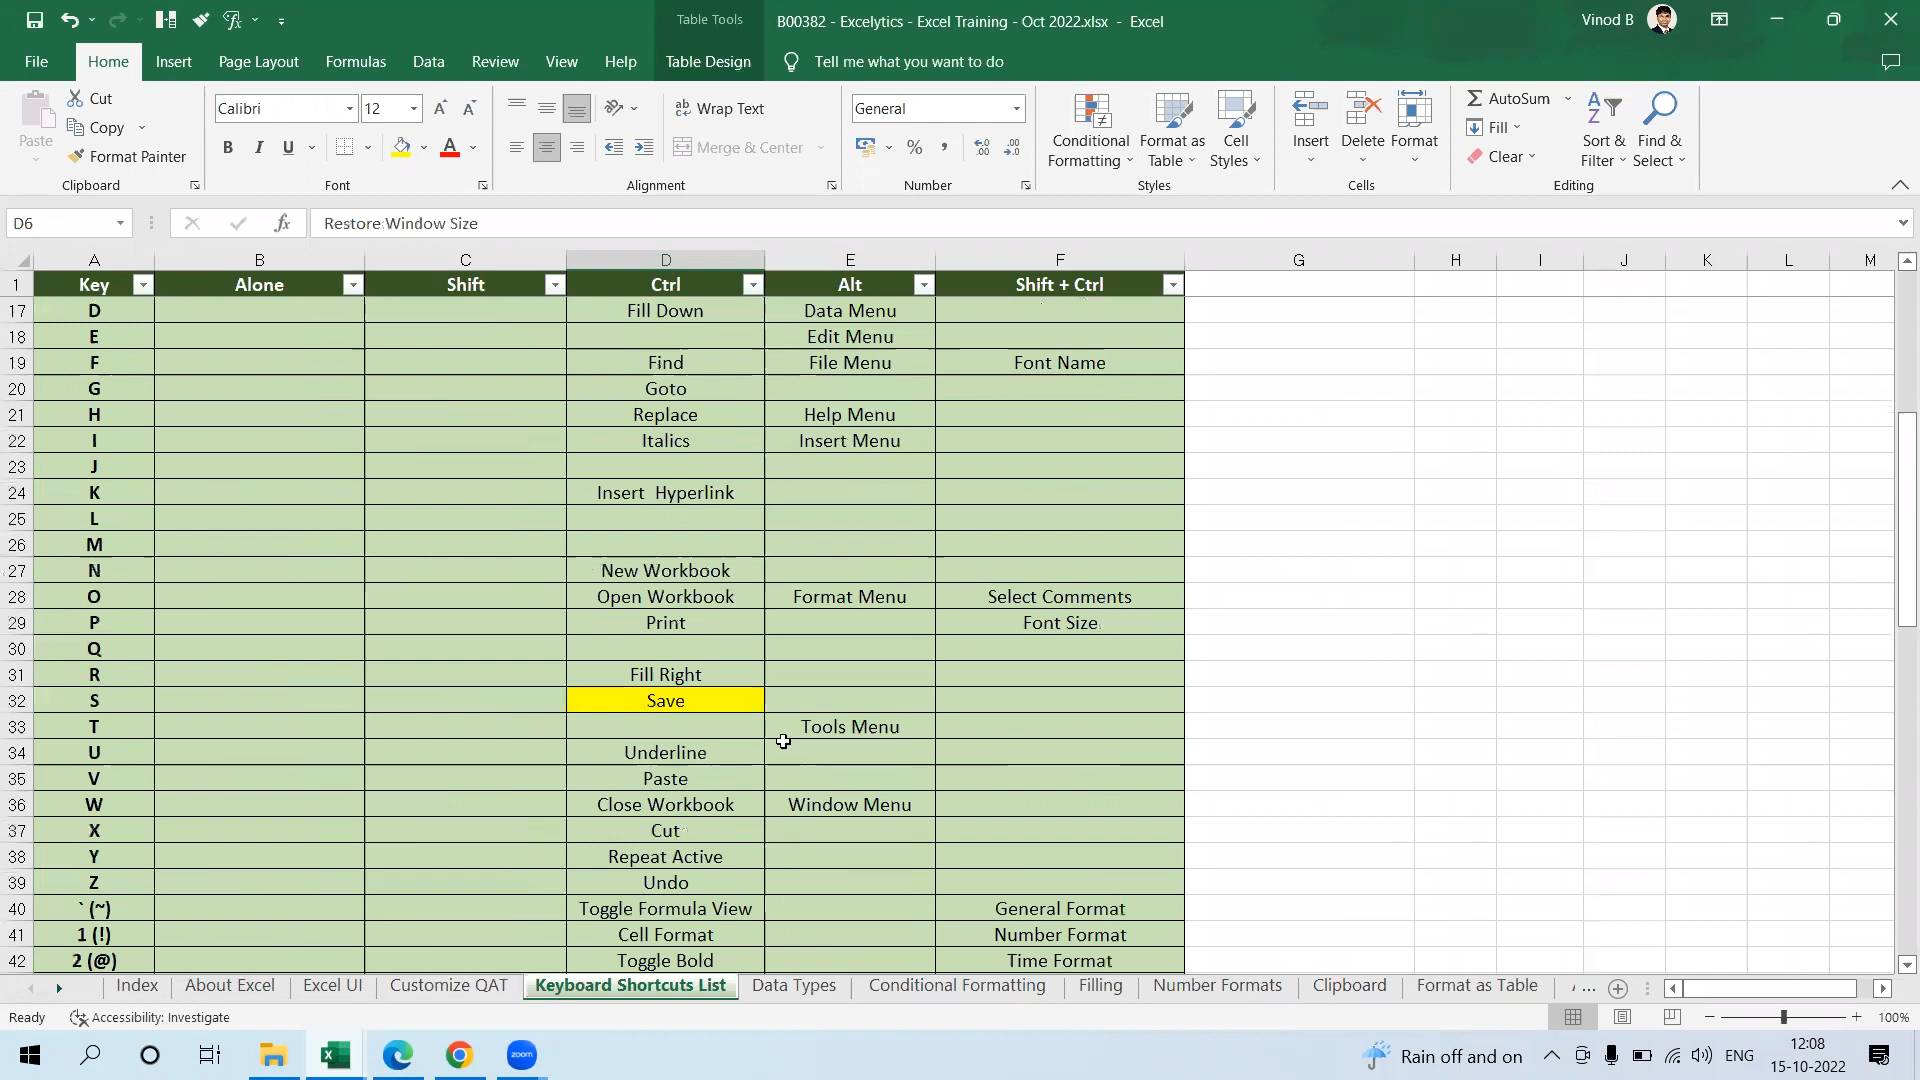 Table Tools
B00382 - Excelytics - Excel Training - Oct 2022.xlsx - Excel
Vinod B
File Home Insert Page Layout Formulas Data Review View Help Table Design Tell me what you want to do
Paste
Cut
Copy
Format Painter
Clipboard
Calibri 12
B I U
Font
Wrap Text
Merge & Center
Alignment
General
% ,
Number
Conditional Formatting
Format as Table
Cell Styles
Styles
Insert Delete Format
Cells
AutoSum
Fill
Clear
Sort & Filter
Find & Select
Editing
D6 fx Restore Window Size
A B C D E F G H I J K L M
1 Key Alone Shift Ctrl Alt Shift + Ctrl
17 D Fill Down Data Menu
18 E Edit Menu
19 F Find File Menu Font Name
20 G Goto
21 H Replace Help Menu
22 I Italics Insert Menu
23 J
24 K Insert Hyperlink
25 L
26 M
27 N New Workbook
28 O Open Workbook Format Menu Select Comments
29 P Print Font Size
30 Q
31 R Fill Right
32 S Save
33 T Tools Menu
34 U Underline
35 V Paste
36 W Close Workbook Window Menu
37 X Cut
38 Y Repeat Active
39 Z Undo
40 ` (~) Toggle Formula View General Format
41 1 (!) Cell Format Number Format
42 2 (@) Toggle Bold Time Format
Index About Excel Excel UI Customize QAT Keyboard Shortcuts List Data Types Conditional Formatting Filling Number Formats Clipboard Format as Table ...
Ready Accessibility: Investigate 100%
zoom
Rain off and on ENG 12:08
15-10-2022